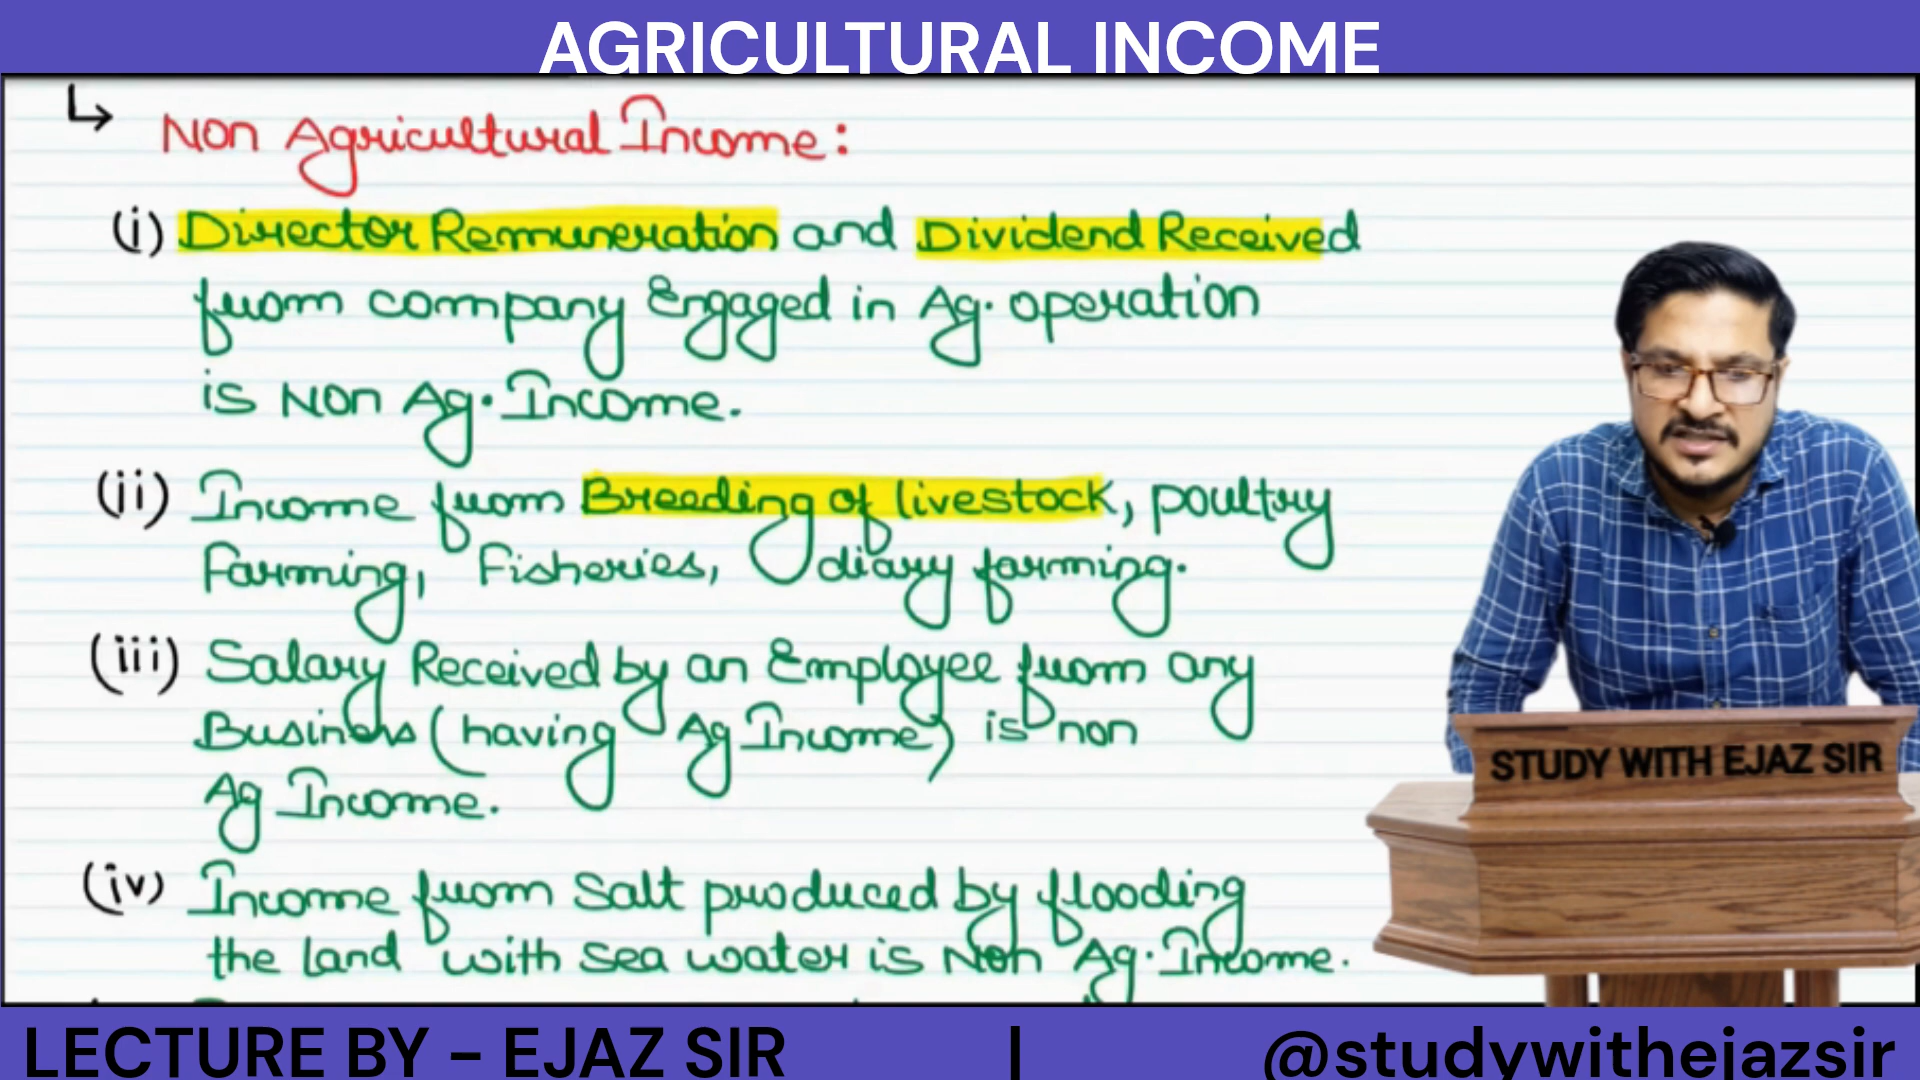 AGRICULTURAL INCOME
↳ Non Agricultural Income:
(i) Director Remuneration and Dividend Received
from company Engaged in Ag. operation
is Non Ag. Income.
(ii) Income from Breeding of livestock, poultry
Farming, Fisheries, diary farming.
(iii) Salary Received by an Employee from any
Business (having Ag Income) is non
Ag Income.
(iv) Income from Salt produced by flooding
the land with sea water is Non Ag. Income.
STUDY WITH EJAZ SIR
LECTURE BY - EJAZ SIR | @studywithejazsir